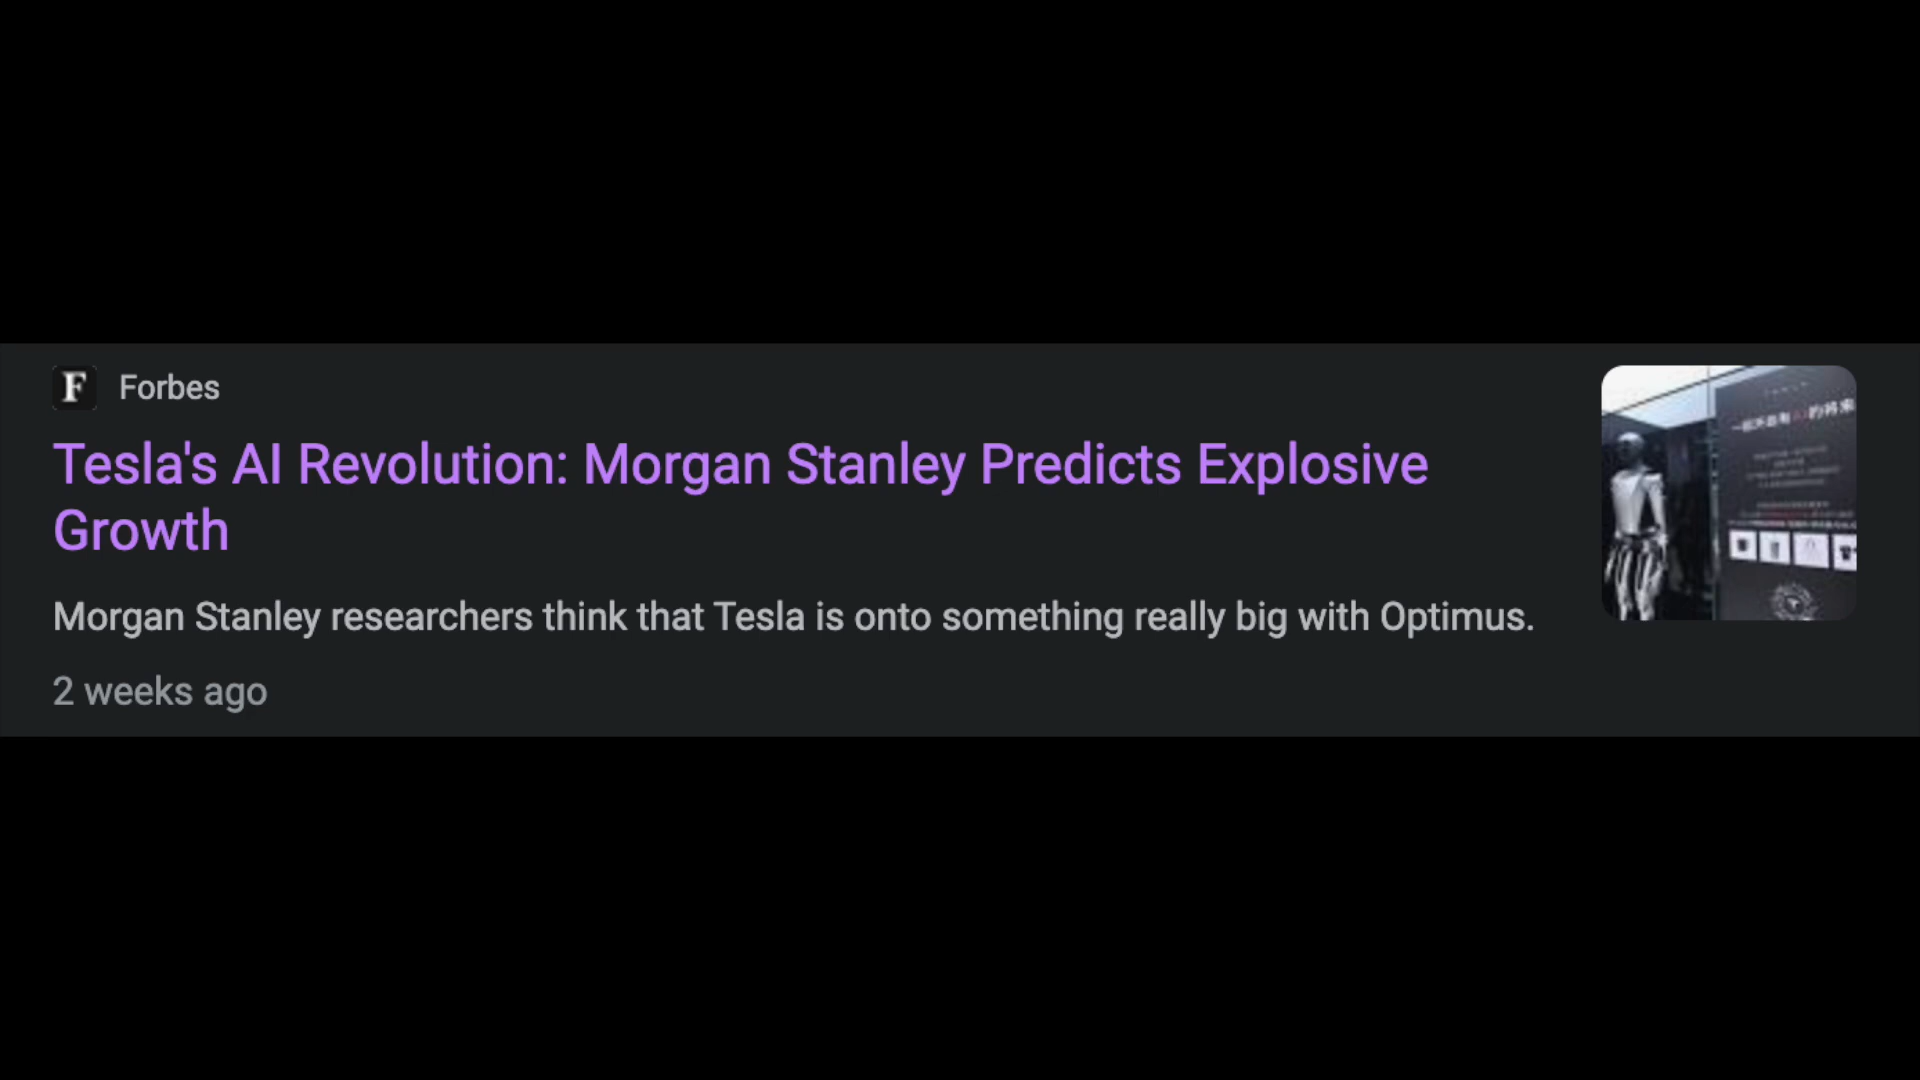 F Forbes
Tesla's AI Revolution: Morgan Stanley Predicts Explosive
Growth
Morgan Stanley researchers think that Tesla is onto something really big with Optimus.
2 weeks ago